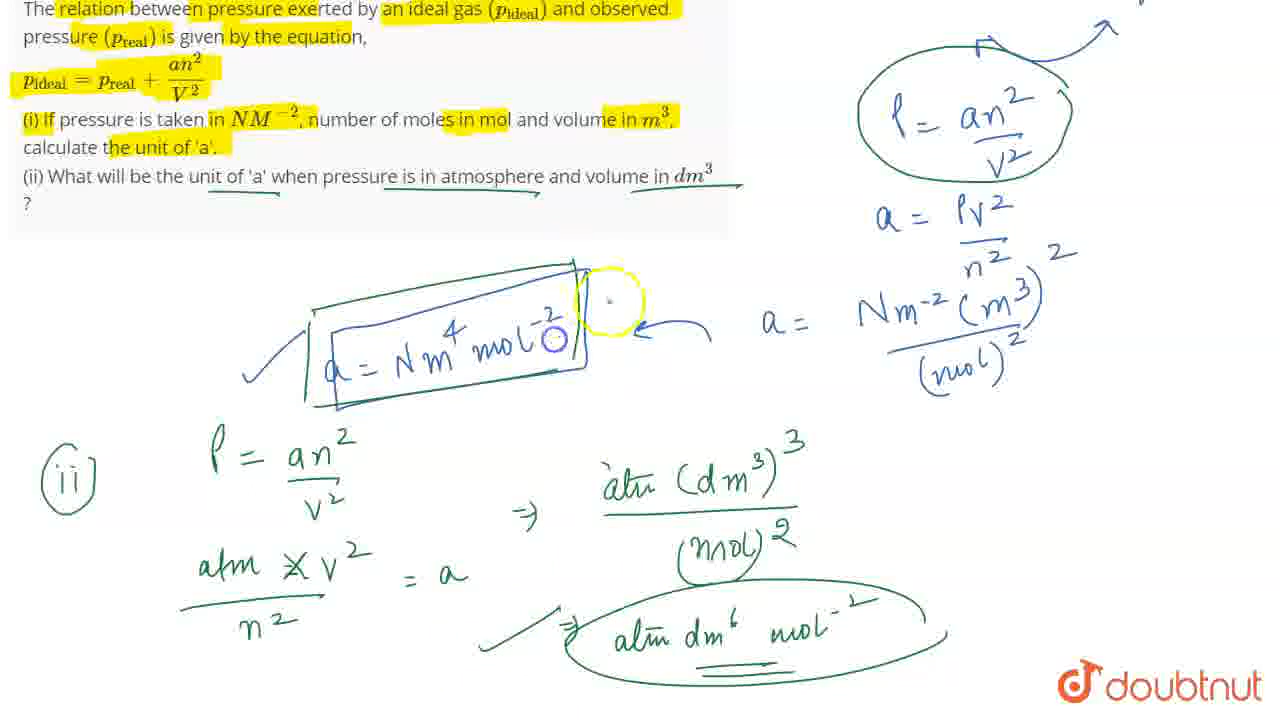 The relation between pressure exerted by an ideal gas (p_ideal) and observed
pressure (p_real) is given by the equation,
p_ideal = p_real + an²/V²
(i) If pressure is taken in NM⁻², number of moles in mol and volume in m³,
calculate the unit of 'a'.
(ii) What will be the unit of 'a' when pressure is in atmosphere and volume in dm³
?
P = an²/V²
a = PV²/n²
a = Nm⁻² (m³)²/(mol)²
a = Nm⁴ mol⁻²
(ii)
P = an²/V²
atm × V²/n² = a
⇒ atm (dm³)³/(mol)²
⇒ atm dm⁶ mol⁻²
doubtnut